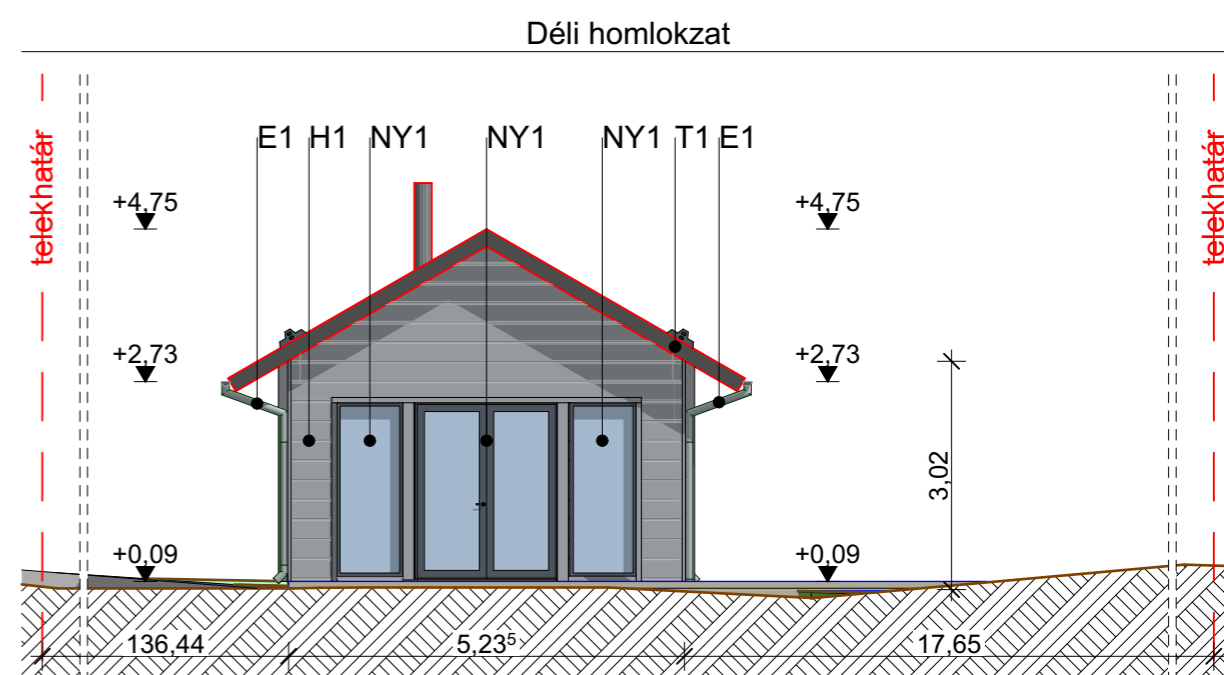 Déli homlokzat
telekhatár
E1 H1 NY1 NY1 NY1 T1 E1
telekhatár
+4,75 +4,75
+2,73 +2,73
3,02
+0,09 +0,09
136,44 5,23⁵ 17,65